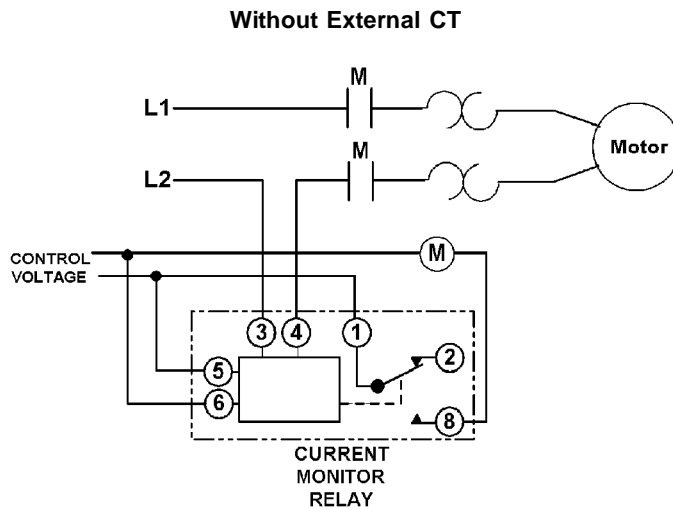 Without External CT
M
L1
M
Motor
L2
CONTROL
VOLTAGE
M
3 4 1
2
5
6
8
CURRENT
MONITOR
RELAY